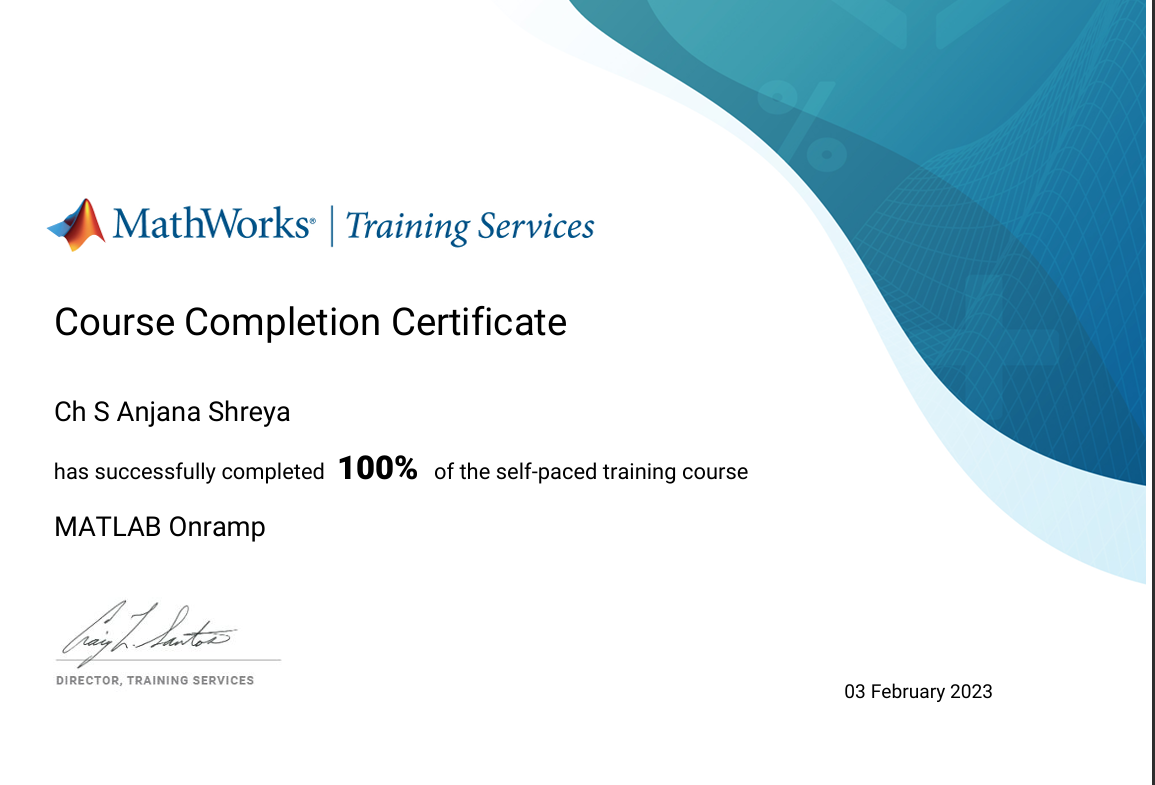 MathWorks® | Training Services
Course Completion Certificate
Ch S Anjana Shreya
has successfully completed 100% of the self-paced training course
MATLAB Onramp
Craig L. Santos
DIRECTOR, TRAINING SERVICES
03 February 2023